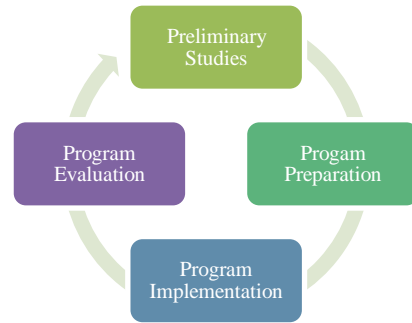 Preliminary
Studies
Progam
Preparation
Program
Implementation
Program
Evaluation